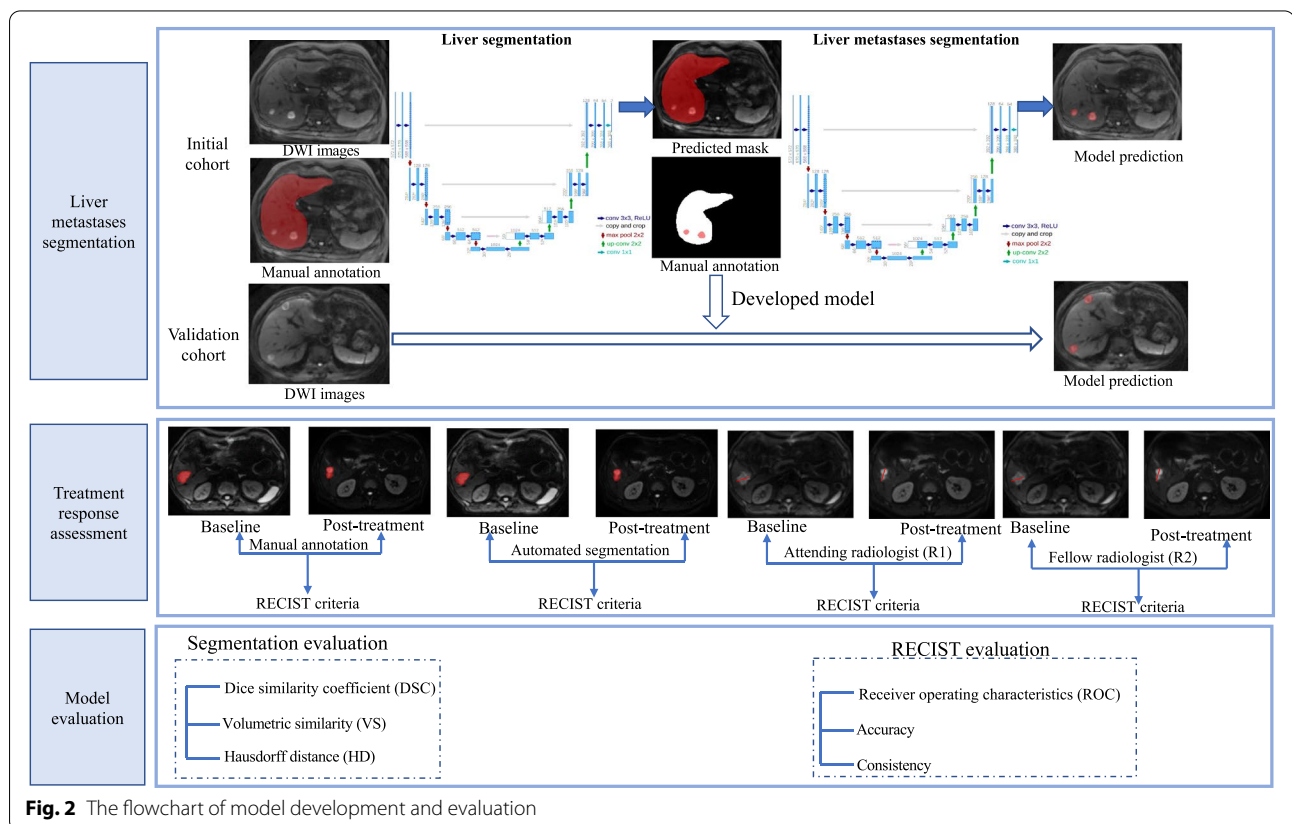 Liver segmentation
Liver metastases segmentation
Liver
metastases
segmentation
Initial
cohort
DWI images
Manual annotation
Predicted mask
Manual annotation
Model prediction
conv 3x3, ReLU
copy and crop
max pool 2x2
up-conv 2x2
conv 1x1
conv 3x3, ReLU
copy and crop
max pool 2x2
up-conv 2x2
conv 1x1
Developed model
Validation
cohort
DWI images
Model prediction
Treatment
response
assessment
Baseline
Post-treatment
Baseline
Post-treatment
Baseline
Post-treatment
Baseline
Post-treatment
Manual annotation
Automated segmentation
Attending radiologist (R1)
Fellow radiologist (R2)
RECIST criteria
RECIST criteria
RECIST criteria
RECIST criteria
Model
evaluation
Segmentation evaluation
Dice similarity coefficient (DSC)
Volumetric similarity (VS)
Hausdorff distance (HD)
RECIST evaluation
Receiver operating characteristics (ROC)
Accuracy
Consistency
Fig. 2 The flowchart of model development and evaluation